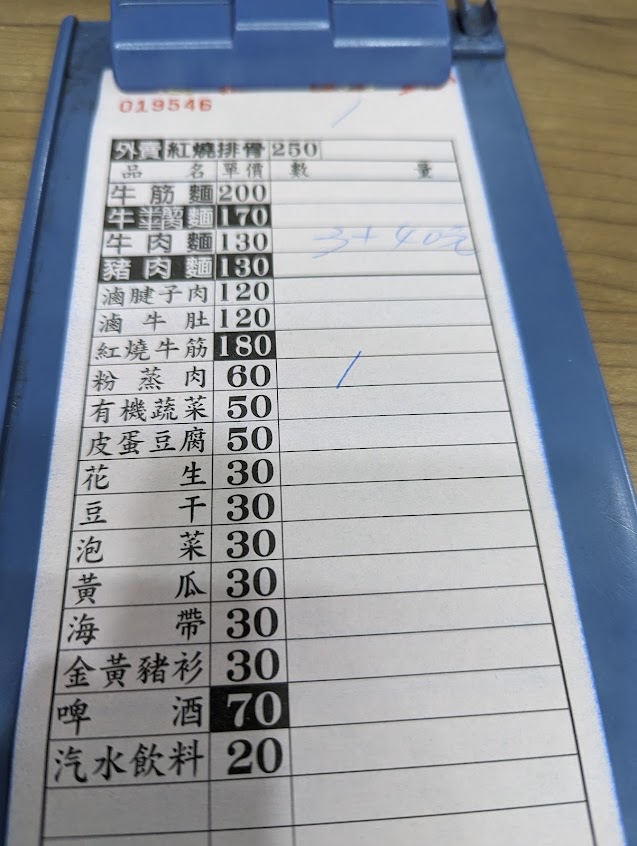 019546
1
外賣 紅燒排骨 250
品名 單價 數量
牛筋麵 200
牛半筋麵 170
牛肉麵 130 3+40元
豬肉麵 130
滷腱子肉 120
滷牛肚 120
紅燒牛筋 180
粉蒸肉 60 1
有機蔬菜 50
皮蛋豆腐 50
花生 30
豆干 30
泡菜 30
黃瓜 30
海帶 30
金黃豬衫 30
啤酒 70
汽水飲料 20